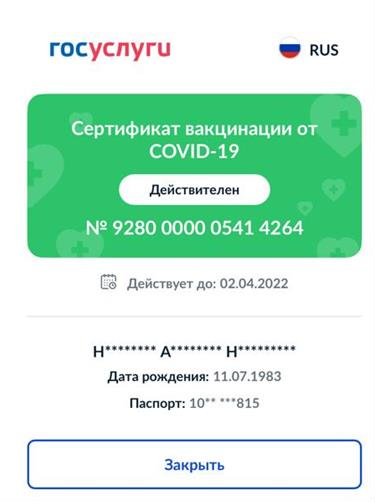 госуслуги RUS
Сертификат вакцинации от
COVID-19
Действителен
№ 9280 0000 0541 4264
Действует до: 02.04.2022
Н******** А******** Н*********
Дата рождения: 11.07.1983
Паспорт: 10** ***815
Закрыть